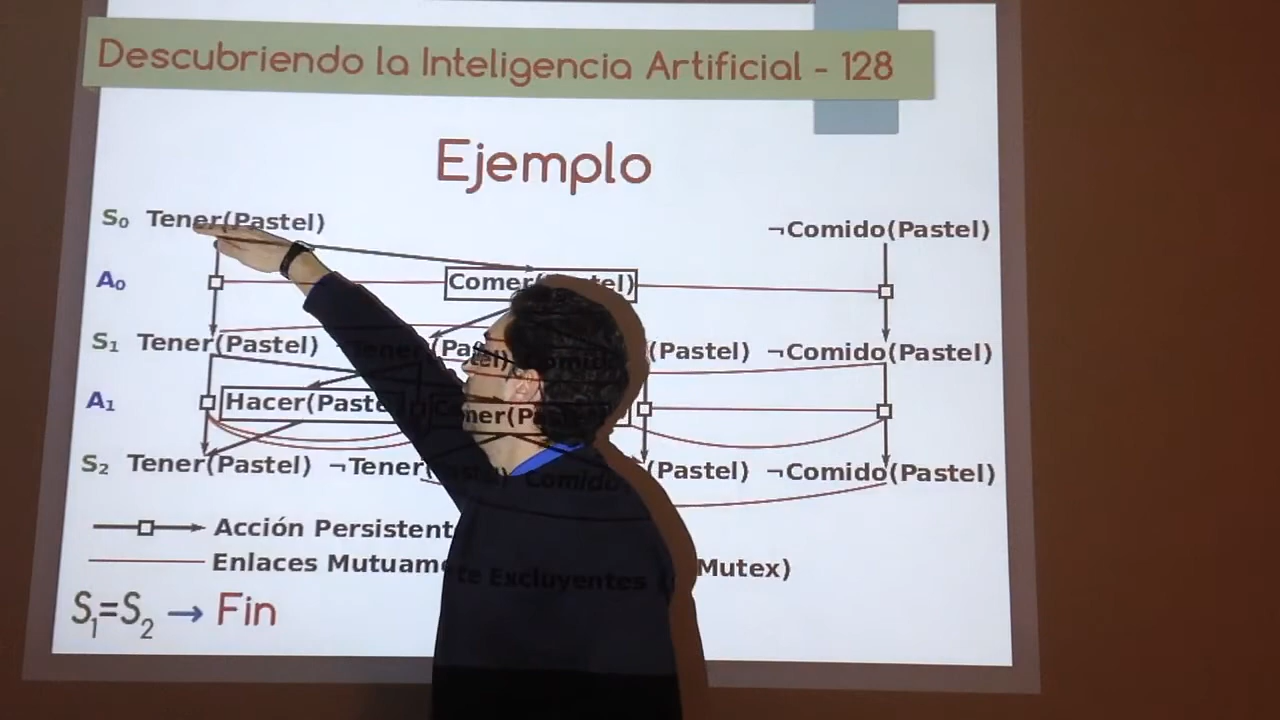 Descubriendo la Inteligencia Artificial - 128
Ejemplo
S₀ Tener(Pastel) ¬Comido(Pastel)
A₀ Comer(Pastel)
S₁ Tener(Pastel) ¬Tener(Pastel) Comido(Pastel) ¬Comido(Pastel)
A₁ Hacer(Pastel) Comer(Pastel)
S₂ Tener(Pastel) ¬Tener(Pastel) Comido(Pastel) ¬Comido(Pastel)
Acción Persistent
Enlaces Mutuamente Excluyentes (Mutex)
S₁=S₂ → Fin